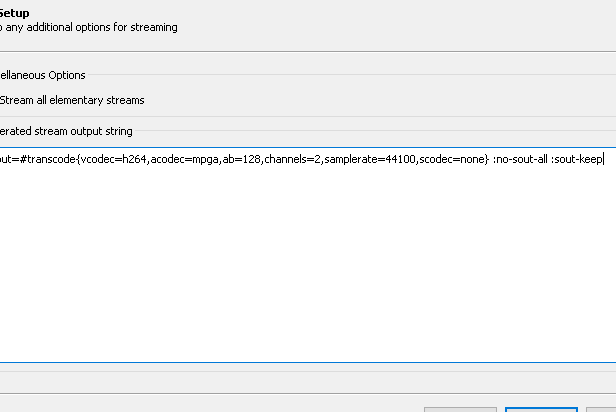 Setup
any additional options for streaming
ellaneous Options
Stream all elementary streams
erated stream output string
out=#transcode{vcodec=h264,acodec=mpga,ab=128,channels=2,samplerate=44100,scodec=none} :no-sout-all :sout-keep